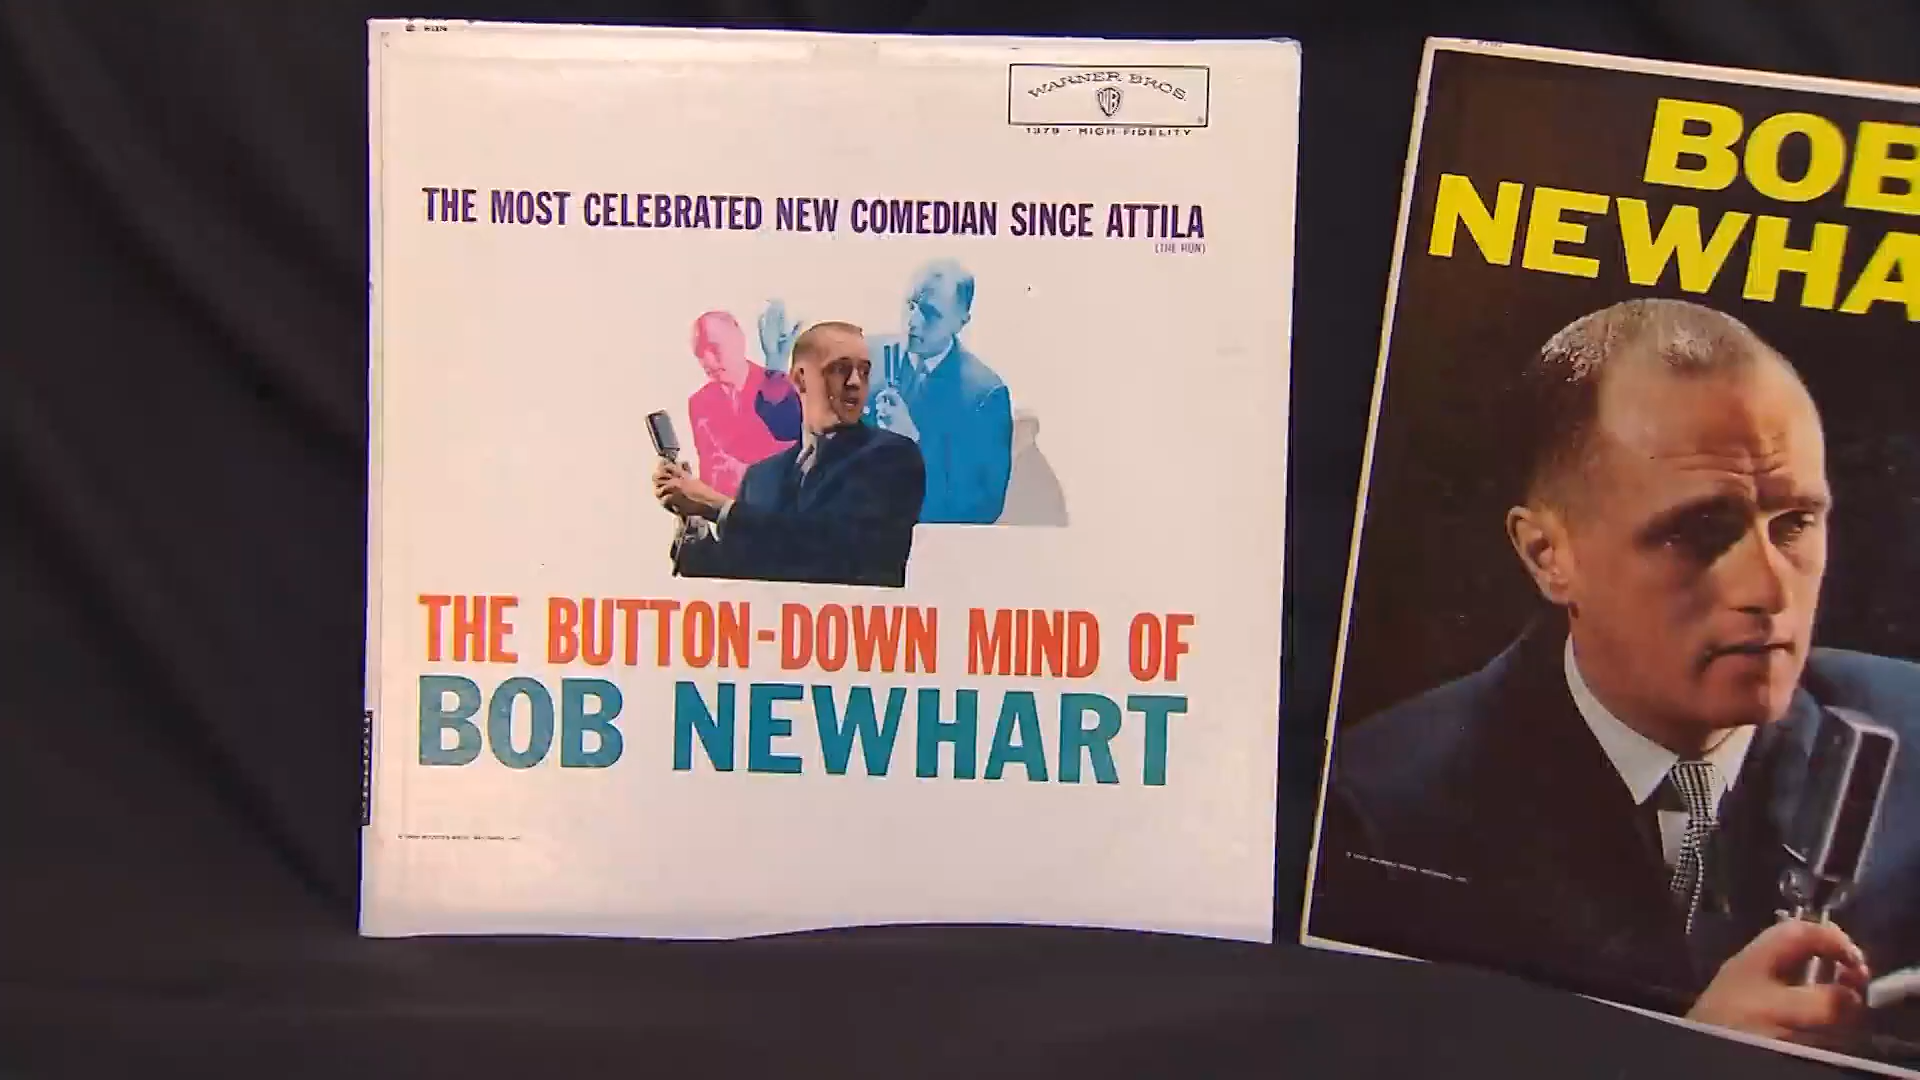 WARNER BROS.
WB
1379 - HIGH FIDELITY
THE MOST CELEBRATED NEW COMEDIAN SINCE ATTILA
(THE HUN)
THE BUTTON-DOWN MIND OF
BOB NEWHART
BOB
NEWHA